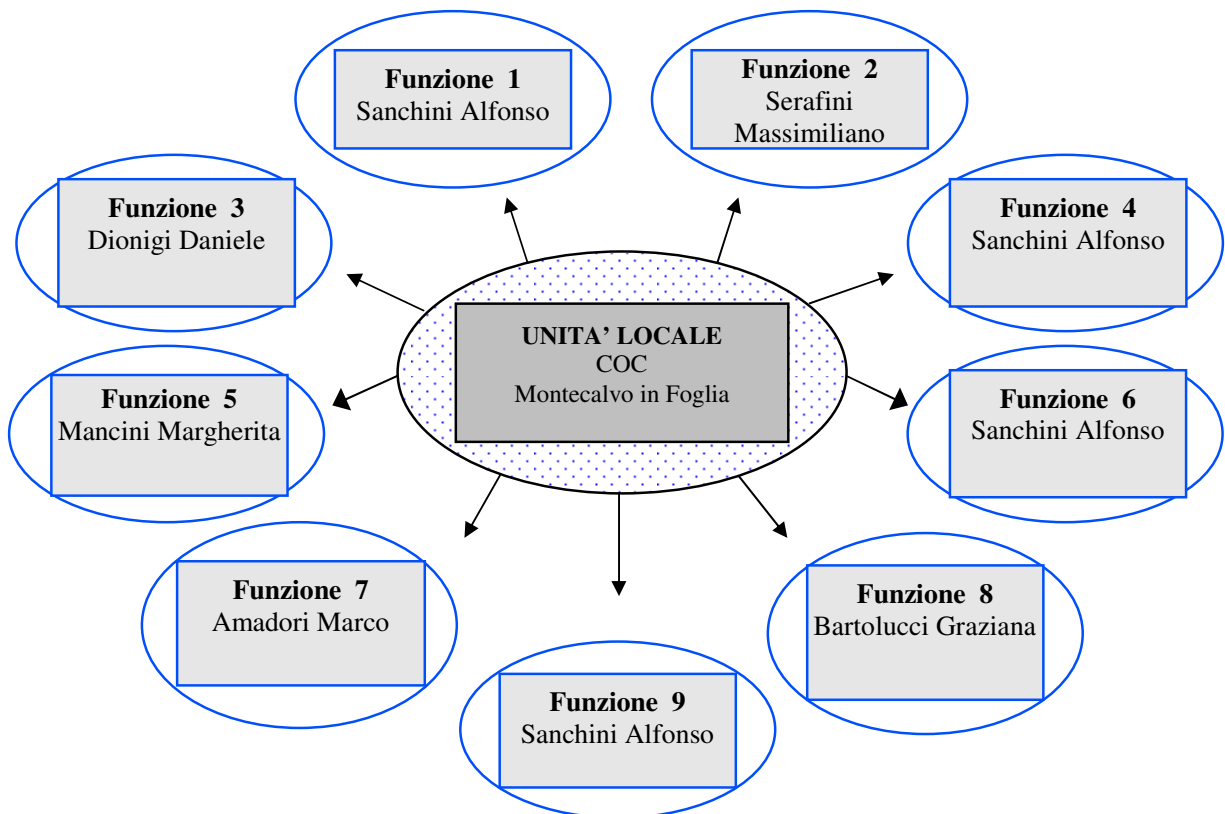 Funzione 1
Sanchini Alfonso
Funzione 2
Serafini
Massimiliano
Funzione 3
Dionigi Daniele
Funzione 4
Sanchini Alfonso
UNITA’ LOCALE
COC
Montecalvo in Foglia
Funzione 5
Mancini Margherita
Funzione 6
Sanchini Alfonso
Funzione 7
Amadori Marco
Funzione 8
Bartolucci Graziana
Funzione 9
Sanchini Alfonso